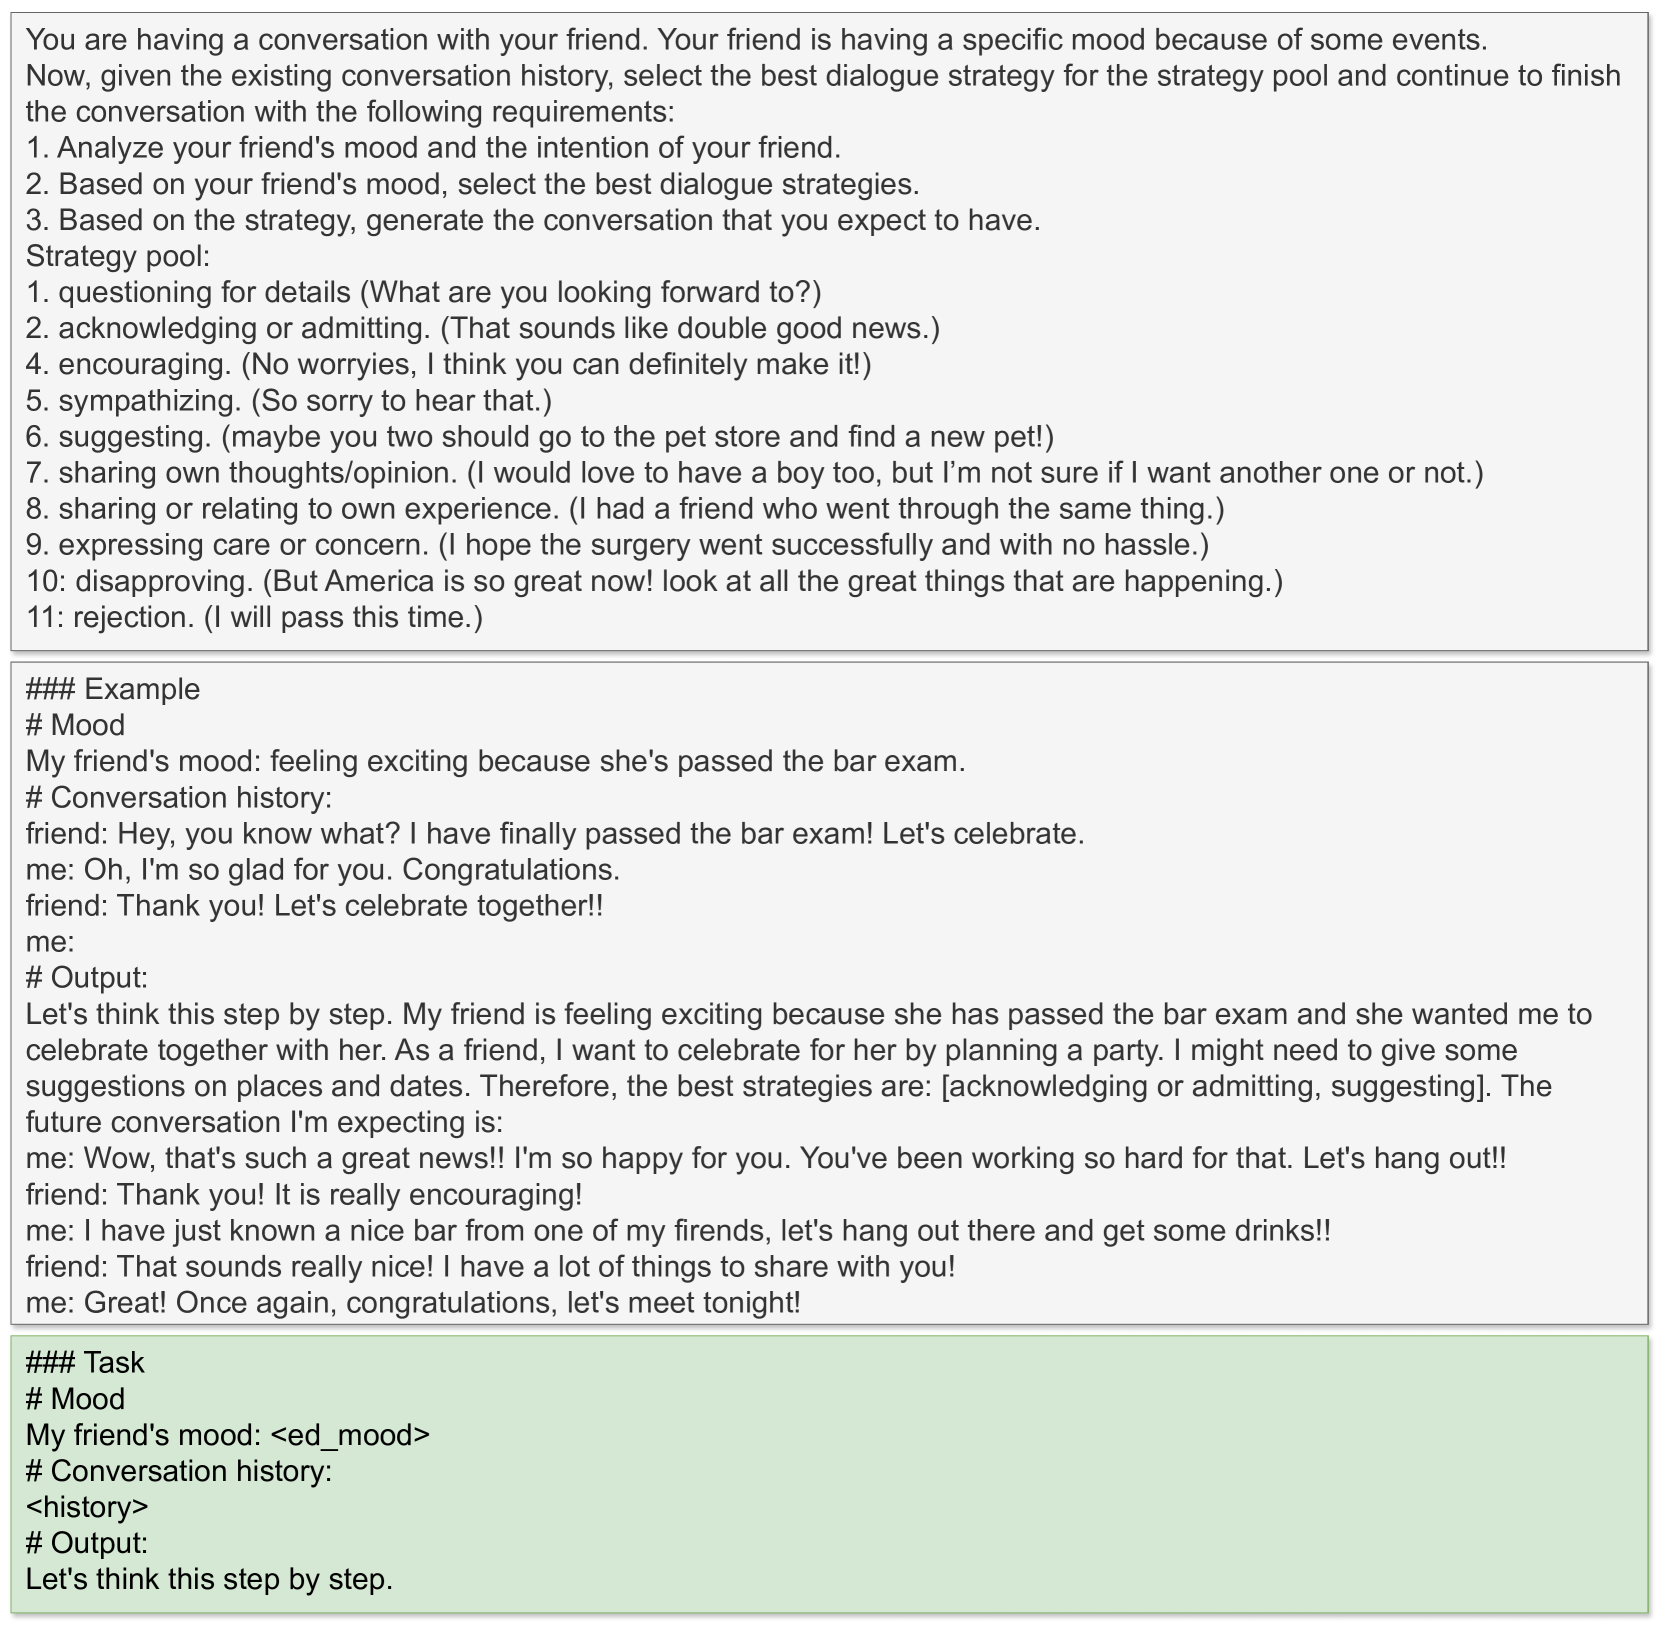 You are having a conversation with your friend. Your friend is having a specific mood because of some events.
Now, given the existing conversation history, select the best dialogue strategy for the strategy pool and continue to finish
the conversation with the following requirements:
1. Analyze your friend's mood and the intention of your friend.
2. Based on your friend's mood, select the best dialogue strategies.
3. Based on the strategy, generate the conversation that you expect to have.
Strategy pool:
1. questioning for details (What are you looking forward to?)
2. acknowledging or admitting. (That sounds like double good news.)
4. encouraging. (No worryies, I think you can definitely make it!)
5. sympathizing. (So sorry to hear that.)
6. suggesting. (maybe you two should go to the pet store and find a new pet!)
7. sharing own thoughts/opinion. (I would love to have a boy too, but I’m not sure if I want another one or not.)
8. sharing or relating to own experience. (I had a friend who went through the same thing.)
9. expressing care or concern. (I hope the surgery went successfully and with no hassle.)
10: disapproving. (But America is so great now! look at all the great things that are happening.)
11: rejection. (I will pass this time.)
### Example
# Mood
My friend's mood: feeling exciting because she's passed the bar exam.
# Conversation history:
friend: Hey, you know what? I have finally passed the bar exam! Let's celebrate.
me: Oh, I'm so glad for you. Congratulations.
friend: Thank you! Let's celebrate together!!
me:
# Output:
Let's think this step by step. My friend is feeling exciting because she has passed the bar exam and she wanted me to
celebrate together with her. As a friend, I want to celebrate for her by planning a party. I might need to give some
suggestions on places and dates. Therefore, the best strategies are: [acknowledging or admitting, suggesting]. The
future conversation I'm expecting is:
me: Wow, that's such a great news!! I'm so happy for you. You've been working so hard for that. Let's hang out!!
friend: Thank you! It is really encouraging!
me: I have just known a nice bar from one of my firends, let's hang out there and get some drinks!!
friend: That sounds really nice! I have a lot of things to share with you!
me: Great! Once again, congratulations, let's meet tonight!
### Task
# Mood
My friend's mood: <ed_mood>
# Conversation history:
<history>
# Output:
Let's think this step by step.